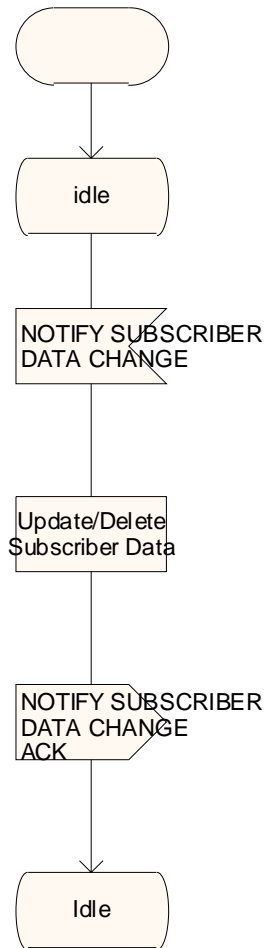 idle
NOTIFY SUBSCRIBER
DATA CHANGE
Update/Delete
Subscriber Data
NOTIFY SUBSCRIBER
DATA CHANGE
ACK
Idle